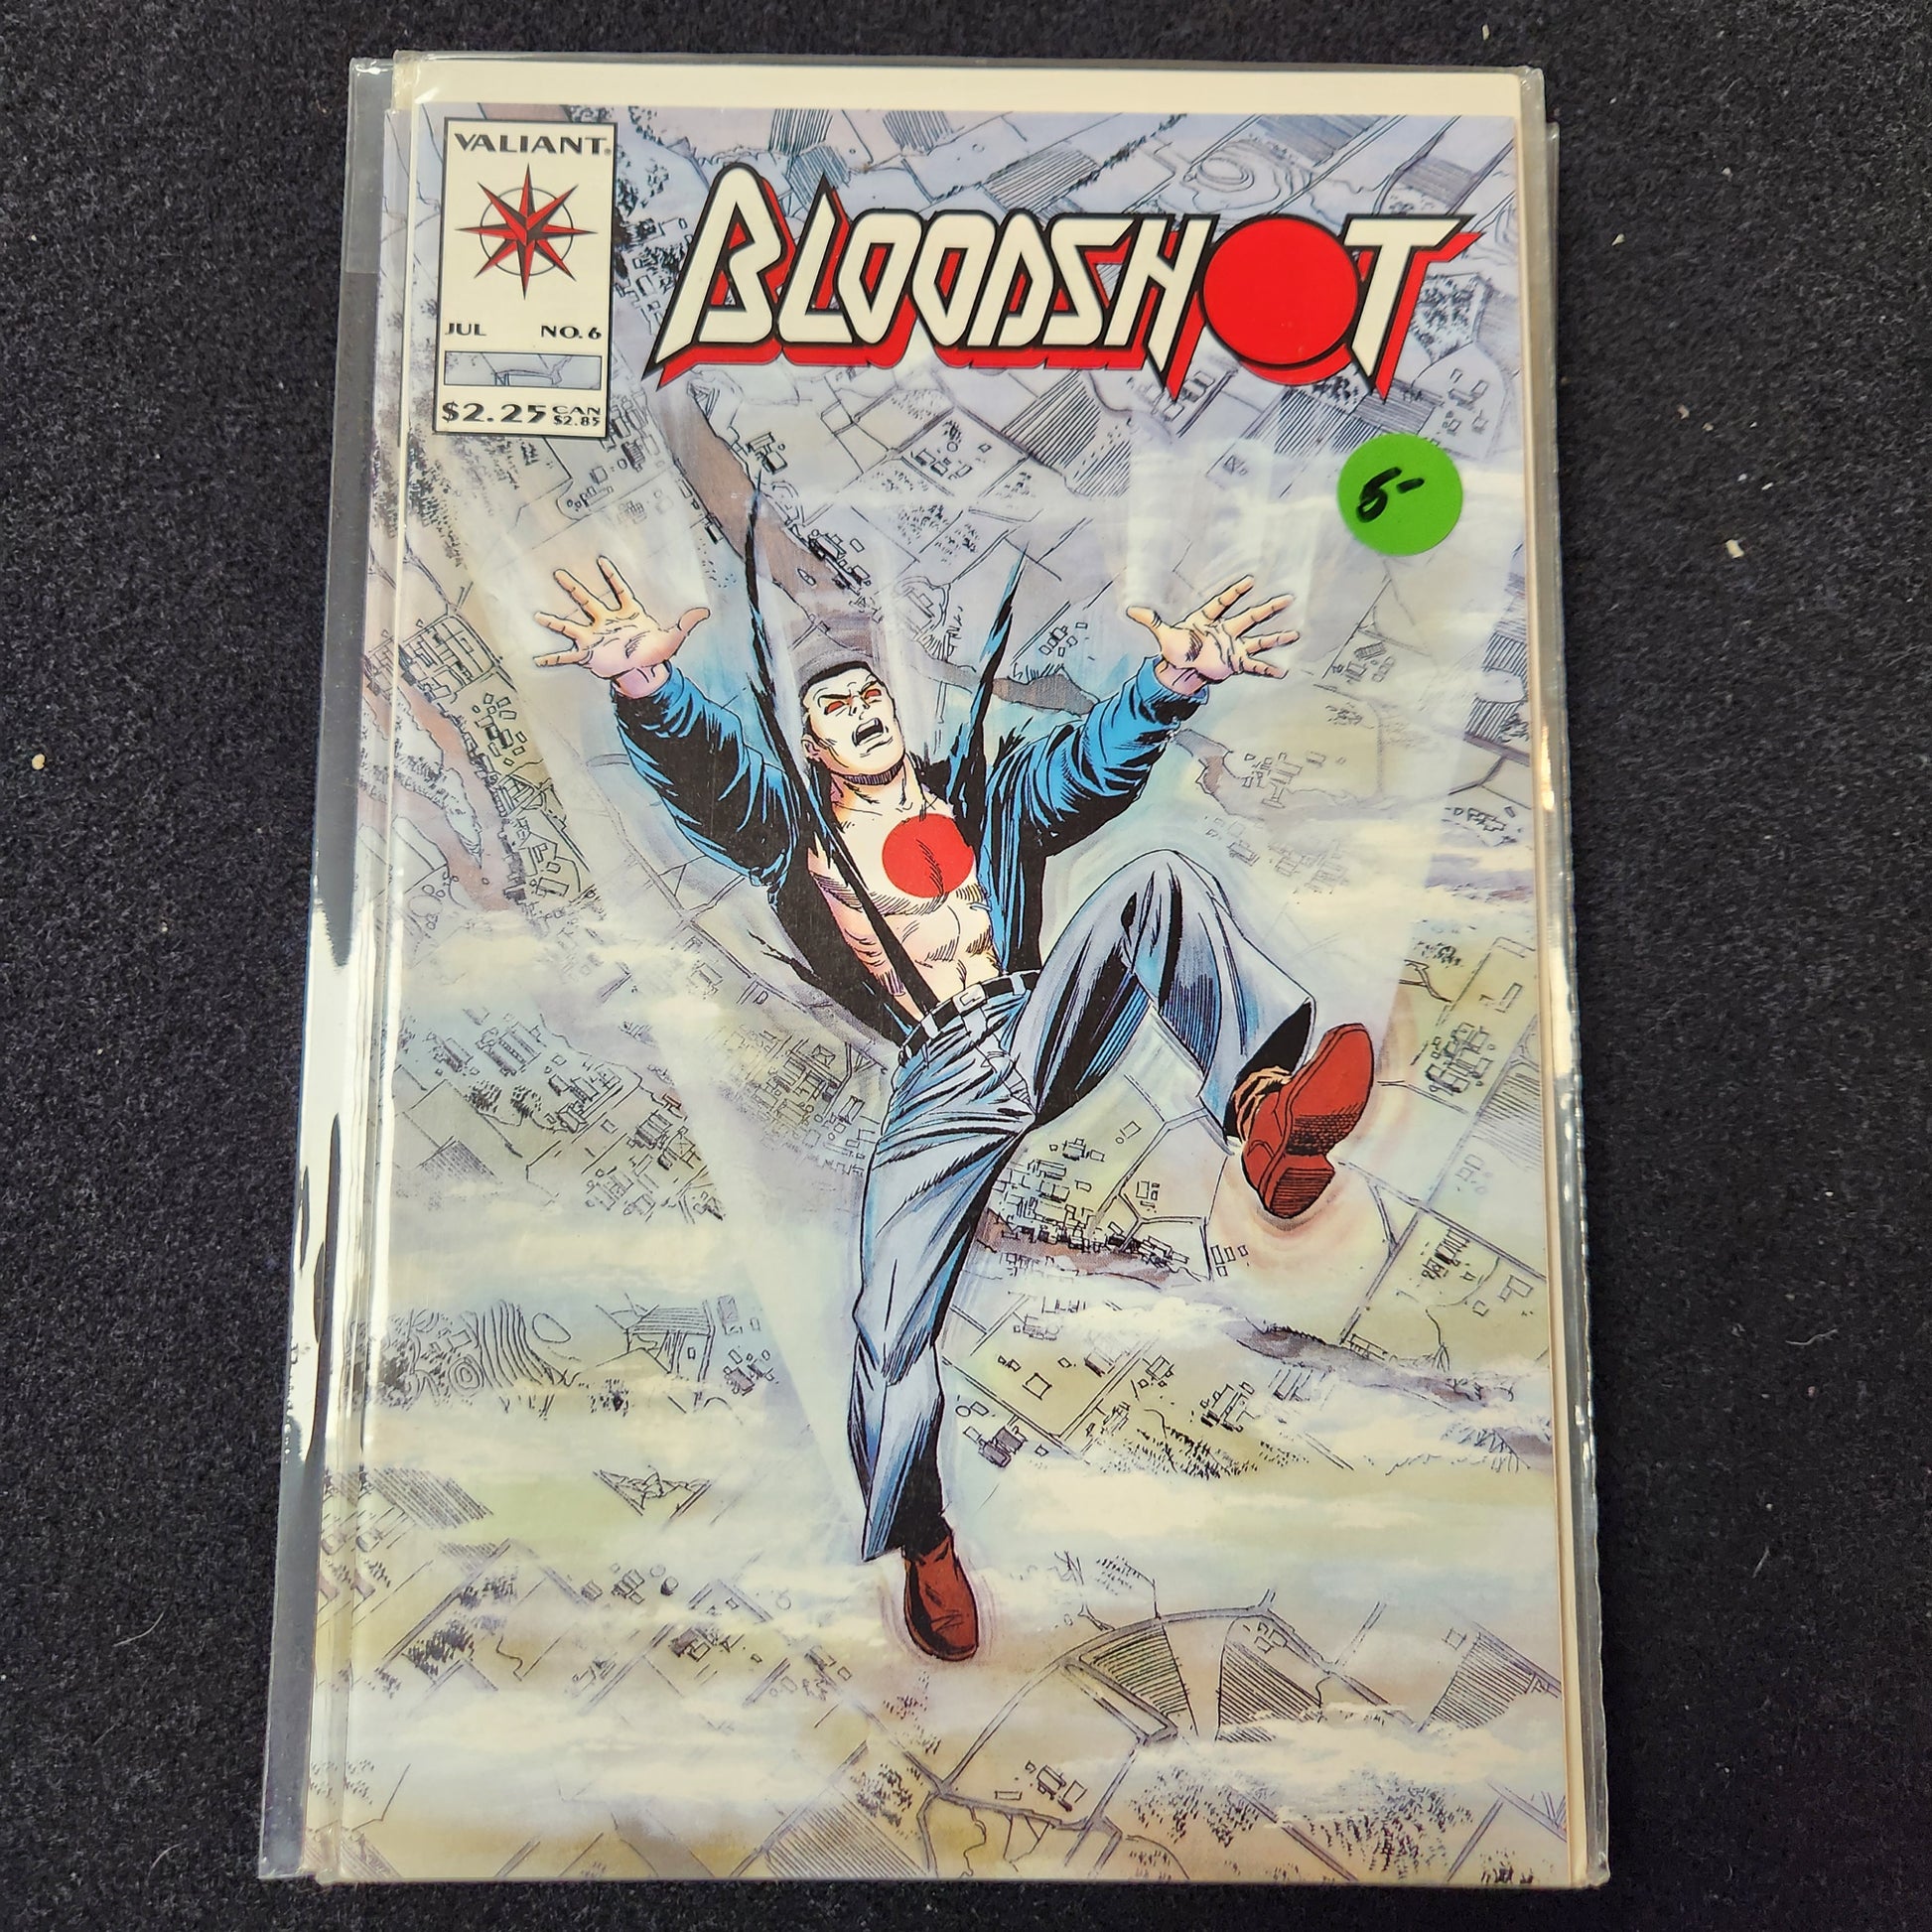 VALIANT
JUL NO. 6
$2.25 CAN $2.85
BLOODSHOT
5-